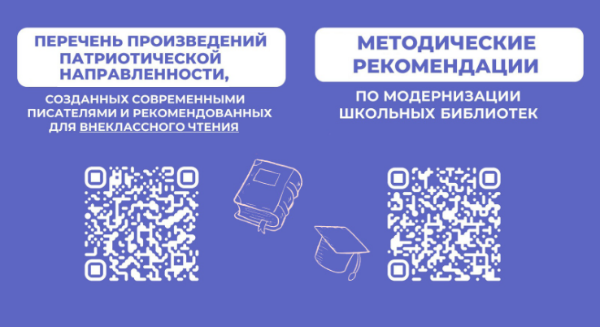 ПЕРЕЧЕНЬ ПРОИЗВЕДЕНИЙ
ПАТРИОТИЧЕСКОЙ
НАПРАВЛЕННОСТИ,
СОЗДАННЫХ СОВРЕМЕННЫМИ
ПИСАТЕЛЯМИ И РЕКОМЕНДОВАННЫХ
ДЛЯ ВНЕКЛАССНОГО ЧТЕНИЯ
МЕТОДИЧЕСКИЕ
РЕКОМЕНДАЦИИ
ПО МОДЕРНИЗАЦИИ
ШКОЛЬНЫХ БИБЛИОТЕК